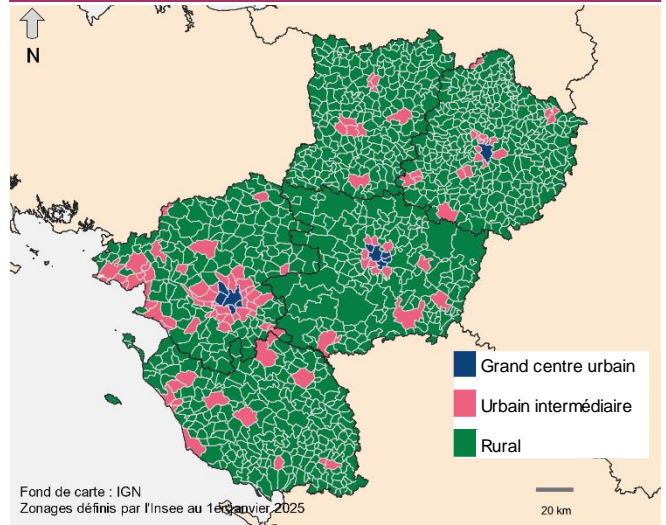 N
Grand centre urbain
Urbain intermédiaire
Rural
Fond de carte : IGN
Zonages définis par l'Insee au 1er janvier 2025
20 km